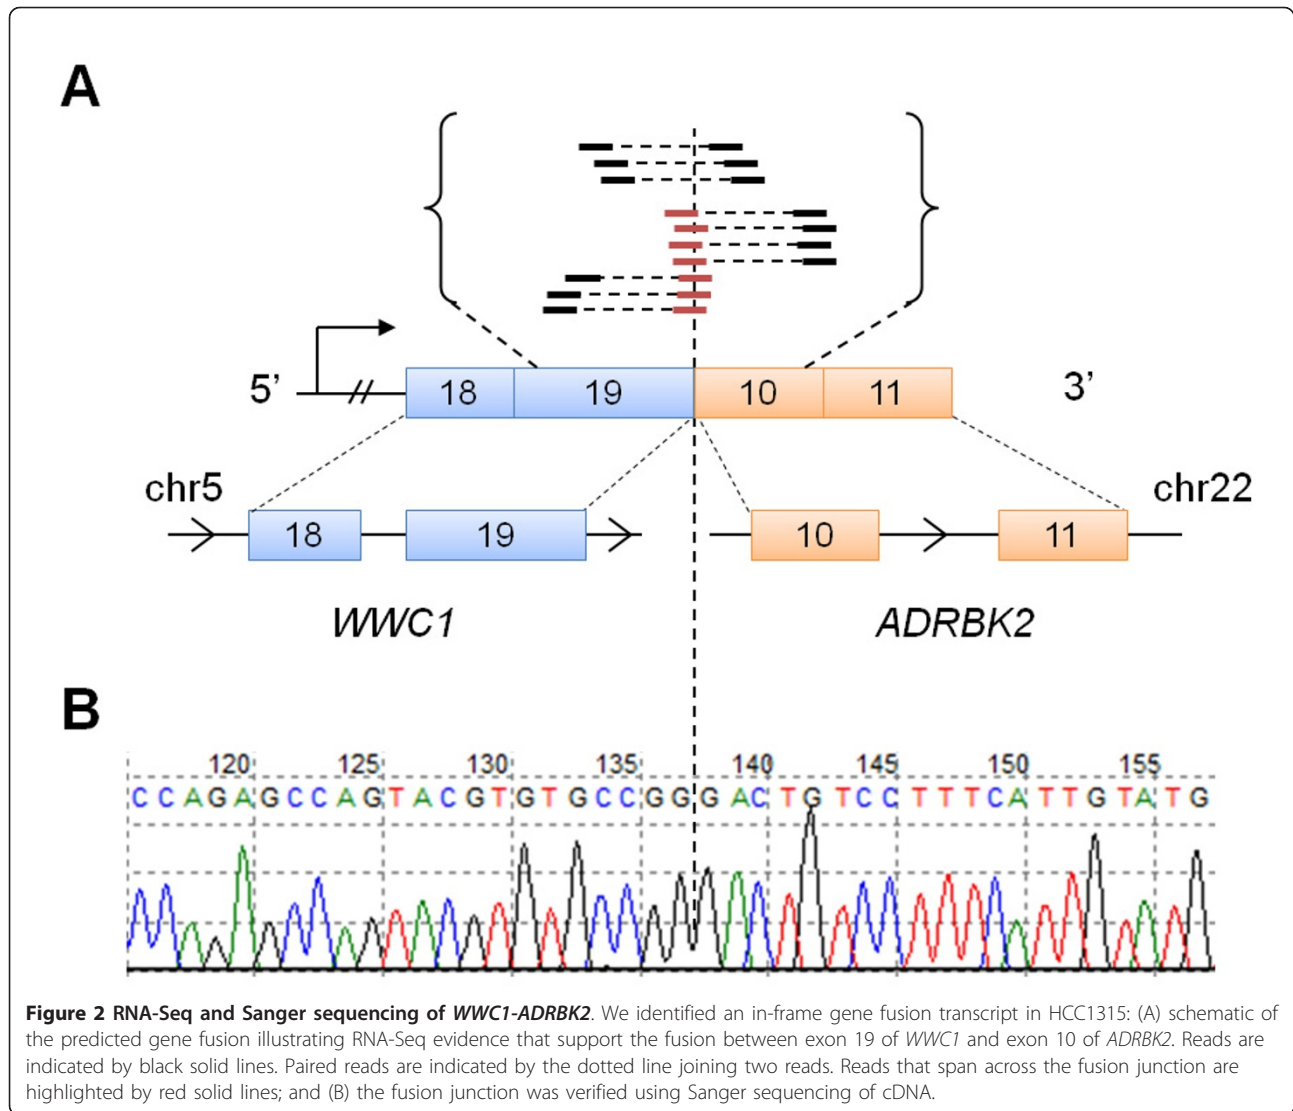 A
5’ 18 19 10 11 3’
chr5 chr22
18 19 10 11
WWC1 ADRBK2
B
120 125 130 135 140 145 150 155
CCAGAGCCAGTACGTGTGCCGGGACTGTCCTTTCATTGTATG
Figure 2 RNA-Seq and Sanger sequencing of WWC1-ADRBK2. We identified an in-frame gene fusion transcript in HCC1315: (A) schematic of
the predicted gene fusion illustrating RNA-Seq evidence that support the fusion between exon 19 of WWC1 and exon 10 of ADRBK2. Reads are
indicated by black solid lines. Paired reads are indicated by the dotted line joining two reads. Reads that span across the fusion junction are
highlighted by red solid lines; and (B) the fusion junction was verified using Sanger sequencing of cDNA.